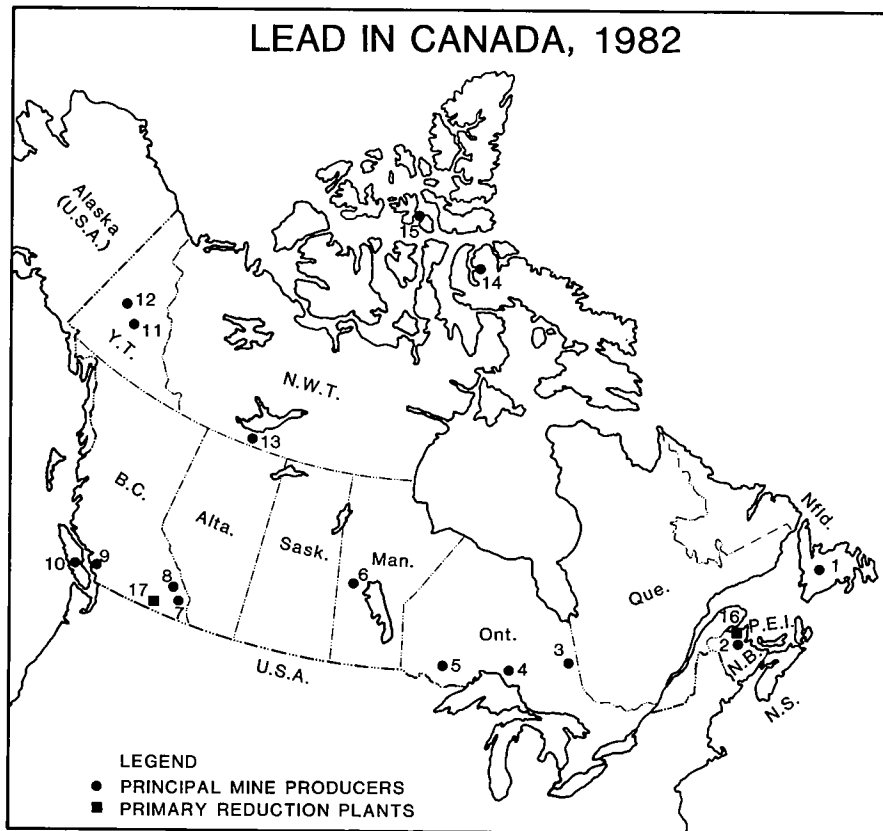 LEAD IN CANADA, 1982
Alaska
(U.S.A.)
15
14
12
11
Y.T.
N.W.T.
13
B.C.
Alta.
Sask.
Man.
Nfld.
10
9
8
17
7
6
Que.
1
Ont.
16
P.E.I.
5
4
3
2
N.B.
U.S.A.
N.S.
LEGEND
PRINCIPAL MINE PRODUCERS
PRIMARY REDUCTION PLANTS